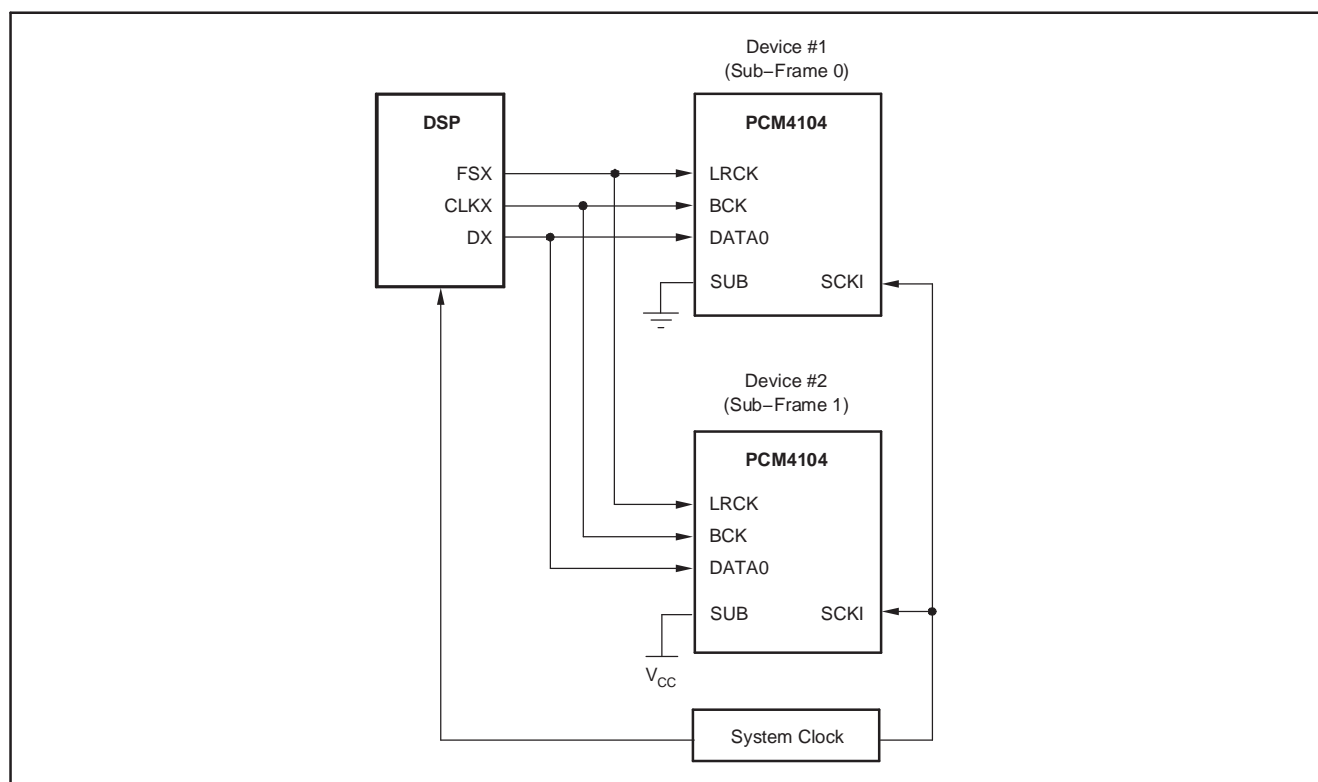 Device #1
(Sub−Frame 0)
DSP
FSX
CLKX
DX
PCM4104
LRCK
BCK
DATA0
SUB SCKI
Device #2
(Sub−Frame 1)
PCM4104
LRCK
BCK
DATA0
SUB SCKI
VCC
System Clock